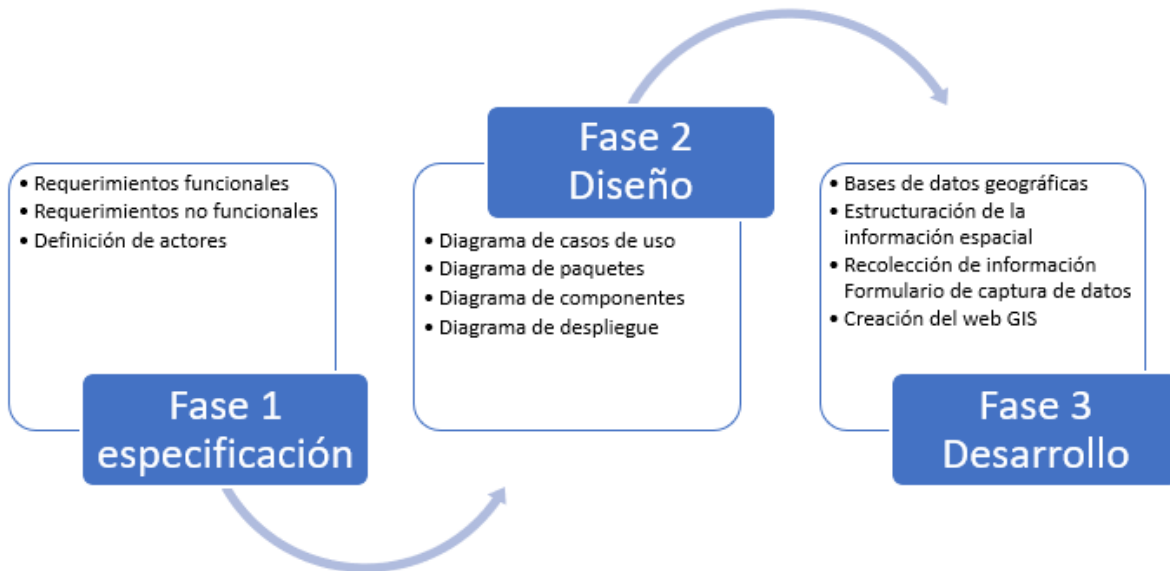 • Requerimientos funcionales
• Requerimientos no funcionales
• Definición de actores
Fase 1
especificación
Fase 2
Diseño
• Diagrama de casos de uso
• Diagrama de paquetes
• Diagrama de componentes
• Diagrama de despliegue
• Bases de datos geográficas
• Estructuración de la
información espacial
• Recolección de información
Formulario de captura de datos
• Creación del web GIS
Fase 3
Desarrollo